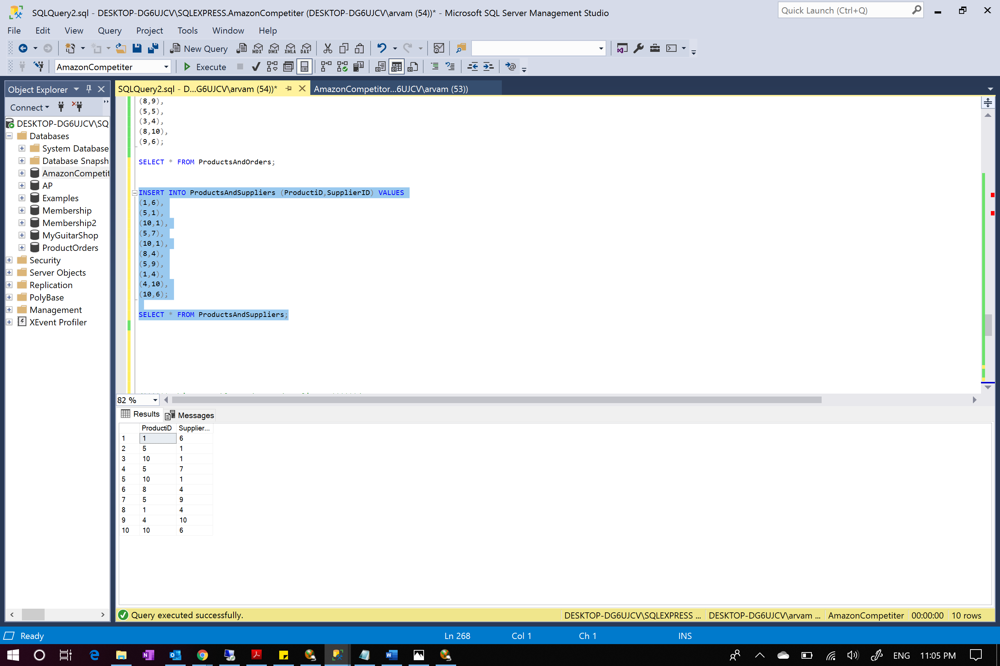 SQLQuery2.sql - DESKTOP-DG6UJCV\SQLEXPRESS.AmazonCompetiter (DESKTOP-DG6UJCV\arvam (54))* - Microsoft SQL Server Management Studio
Quick Launch (Ctrl+Q)
File Edit View Query Project Tools Window Help
New Query MDX DMX XMLA DAX
AmazonCompetiter Execute
Object Explorer
SQLQuery2.sql - D...G6UJCV\arvam (54))* AmazonCompetitor...6UJCV\arvam (53))
Connect
DESKTOP-DG6UJCV\SQ
Databases
System Database
Database Snapsh
AmazonCompetit
AP
Examples
Membership
Membership2
MyGuitarShop
ProductOrders
Security
Server Objects
Replication
PolyBase
Management
XEvent Profiler
(8,9),
(5,5),
(3,4),
(8,10),
(9,6);
SELECT * FROM ProductsAndOrders;
INSERT INTO ProductsAndSuppliers (ProductiD,SupplierID) VALUES
(1,6),
(5,1),
(10,1),
(5,7),
(10,1),
(8,4),
(5,9),
(1,4),
(4,10),
(10,6);
SELECT * FROM ProductsAndSuppliers;
82 %
Results Messages
ProductiD Supplier...
1 1 6
2 5 1
3 10 1
4 5 7
5 10 1
6 8 4
7 5 9
8 1 4
9 4 10
10 10 6
Query executed successfully. DESKTOP-DG6UJCV\SQLEXPRESS ... DESKTOP-DG6UJCV\arvam ... AmazonCompetiter 00:00:00 10 rows
Ready Ln 268 Col 1 Ch 1 INS
ENG 11:05 PM